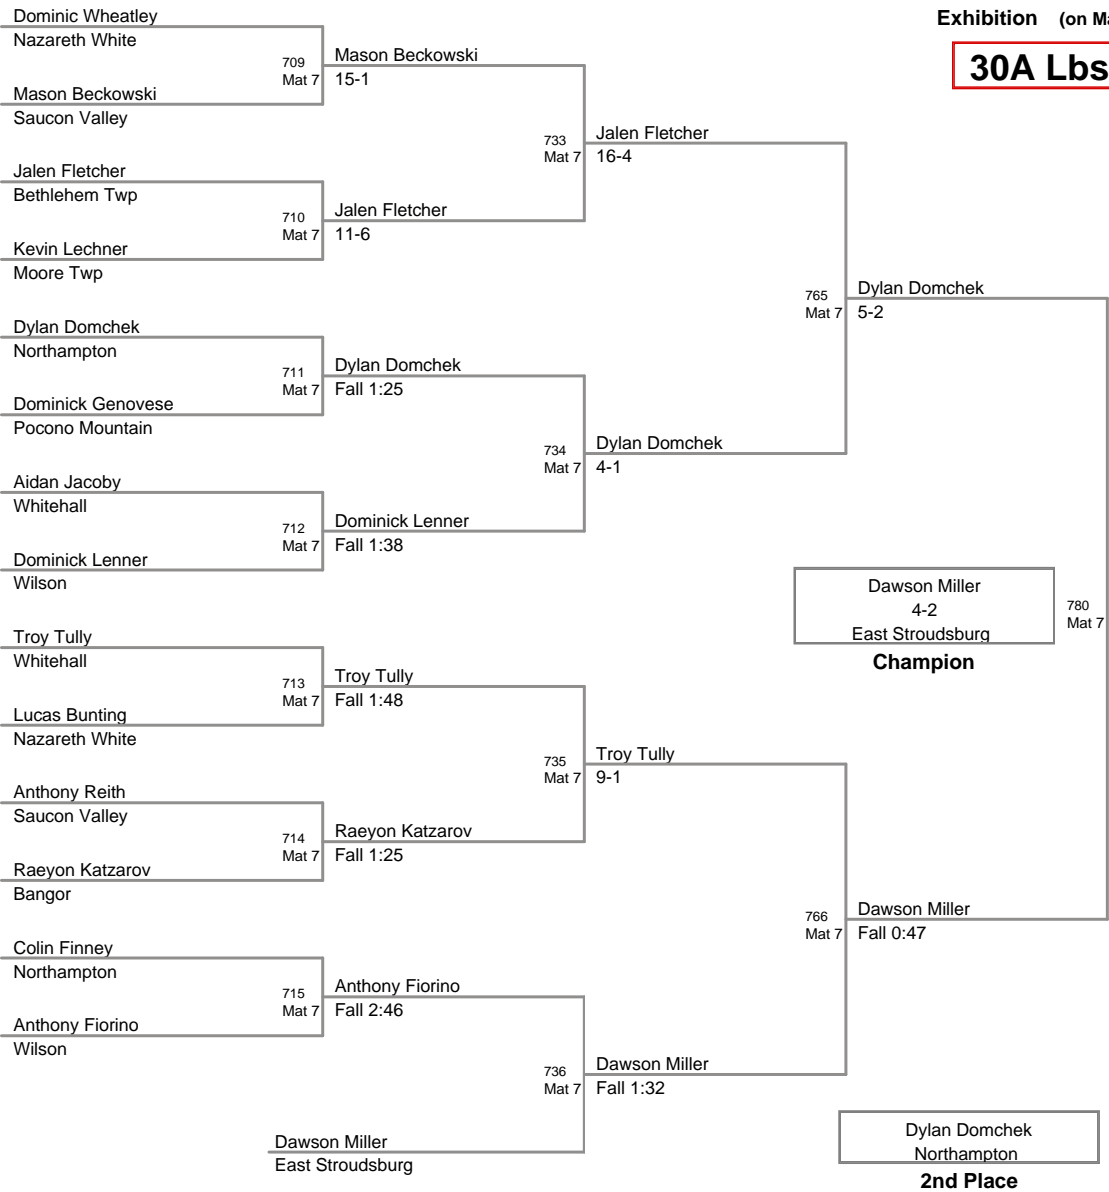 Exhibition (on Ma
30A Lbs
Dominic Wheatley
Nazareth White
709
Mat 7
Mason Beckowski
15-1
Mason Beckowski
Saucon Valley
733
Mat 7
Jalen Fletcher
16-4
Jalen Fletcher
Bethlehem Twp
710
Mat 7
Jalen Fletcher
11-6
Kevin Lechner
Moore Twp
765
Mat 7
Dylan Domchek
5-2
Dylan Domchek
Northampton
711
Mat 7
Dylan Domchek
Fall 1:25
Dominick Genovese
Pocono Mountain
734
Mat 7
Dylan Domchek
4-1
Aidan Jacoby
Whitehall
712
Mat 7
Dominick Lenner
Fall 1:38
Dominick Lenner
Wilson
Dawson Miller
4-2
East Stroudsburg
Champion
780
Mat 7
Troy Tully
Whitehall
713
Mat 7
Troy Tully
Fall 1:48
Lucas Bunting
Nazareth White
735
Mat 7
Troy Tully
9-1
Anthony Reith
Saucon Valley
714
Mat 7
Raeyon Katzarov
Fall 1:25
Raeyon Katzarov
Bangor
766
Mat 7
Dawson Miller
Fall 0:47
Colin Finney
Northampton
715
Mat 7
Anthony Fiorino
Fall 2:46
Anthony Fiorino
Wilson
736
Mat 7
Dawson Miller
Fall 1:32
Dawson Miller
East Stroudsburg
Dylan Domchek
Northampton
2nd Place